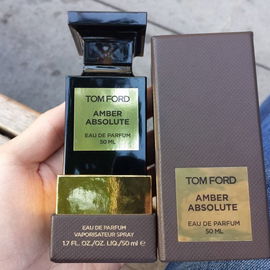 TOM FORD
AMBER
ABSOLUTE
EAU DE PARFUM
50 ML
EAU DE PARFUM
VAPORISATEUR SPRAY
1.7 FL. OZ./OZ. LIQ./50 ml ℮
TOM FORD
AMBER
ABSOLUTE
EAU DE PARFUM
50 ML